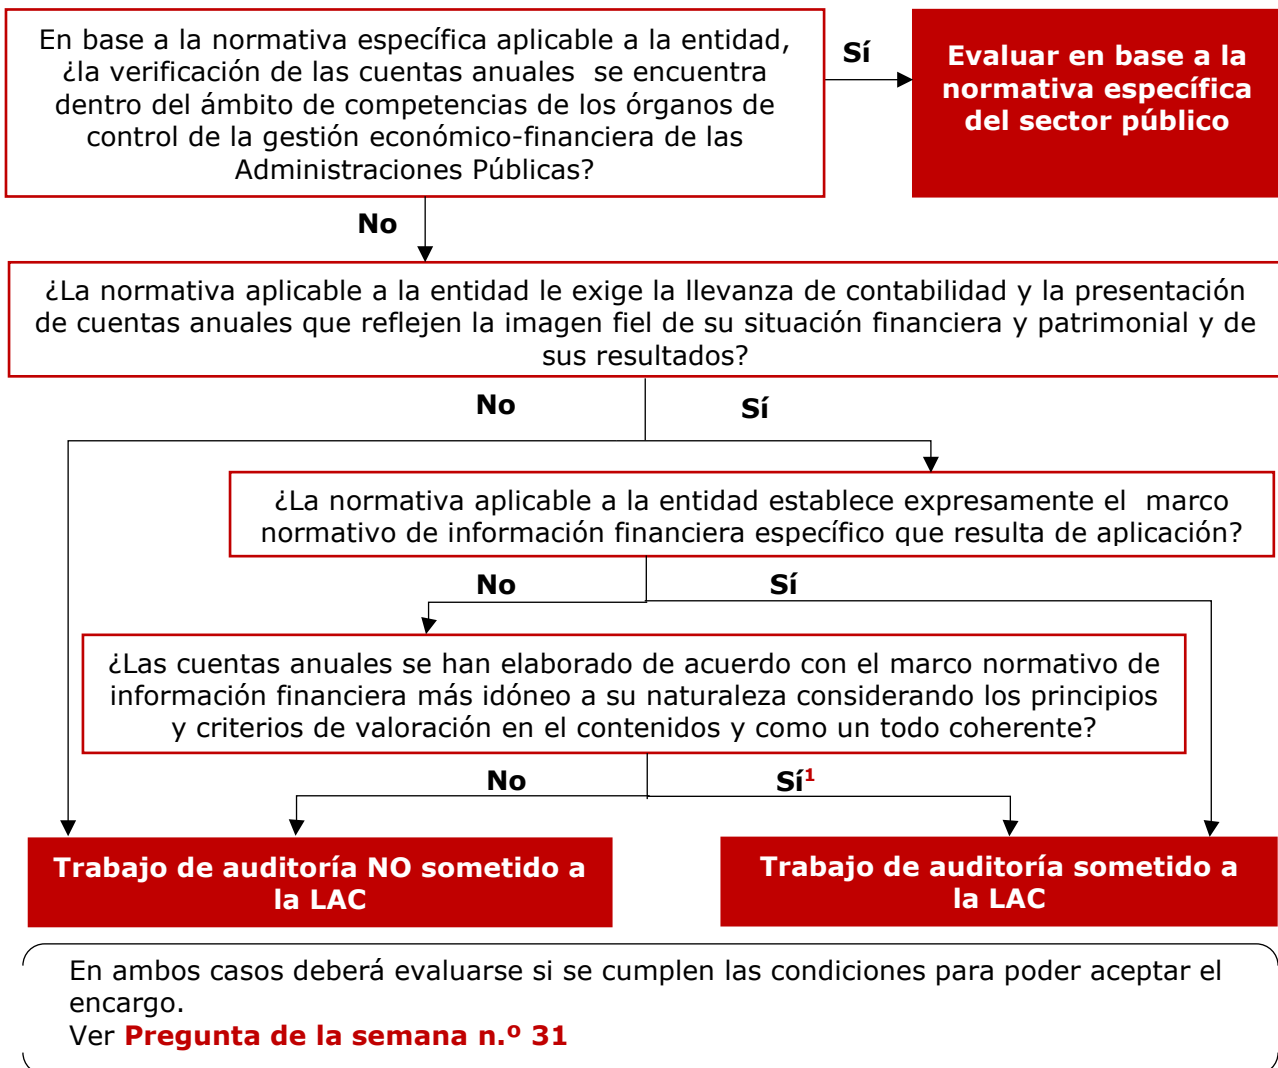 En base a la normativa específica aplicable a la entidad,
¿la verificación de las cuentas anuales se encuentra
dentro del ámbito de competencias de los órganos de
control de la gestión económico-financiera de las
Administraciones Públicas?
Sí
Evaluar en base a la
normativa específica
del sector público
No
¿La normativa aplicable a la entidad le exige la llevanza de contabilidad y la presentación
de cuentas anuales que reflejen la imagen fiel de su situación financiera y patrimonial y de
sus resultados?
No
Sí
¿La normativa aplicable a la entidad establece expresamente el marco
normativo de información financiera específico que resulta de aplicación?
No
Sí
¿Las cuentas anuales se han elaborado de acuerdo con el marco normativo de
información financiera más idóneo a su naturaleza considerando los principios
y criterios de valoración en el contenidos y como un todo coherente?
No
Sí¹
Trabajo de auditoría NO sometido a
la LAC
Trabajo de auditoría sometido a
la LAC
En ambos casos deberá evaluarse si se cumplen las condiciones para poder aceptar el
encargo.
Ver Pregunta de la semana n.º 31